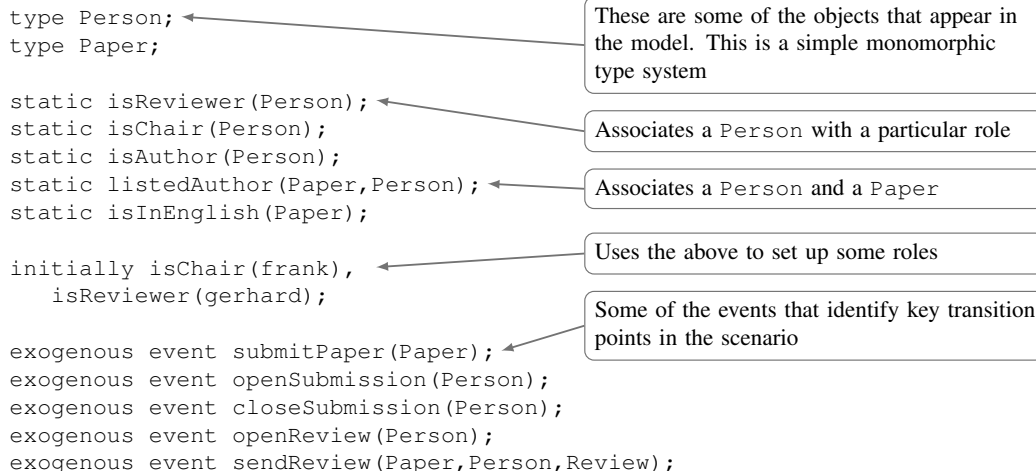 type Person;
type Paper;
These are some of the objects that appear in
the model. This is a simple monomorphic
type system
static isReviewer(Person);
static isChair(Person);
static isAuthor(Person);
static listedAuthor(Paper,Person);
static isInEnglish(Paper);
Associates a Person with a particular role
Associates a Person and a Paper
initially isChair(frank),
isReviewer(gerhard);
Uses the above to set up some roles
Some of the events that identify key transition
points in the scenario
exogenous event submitPaper(Paper);
exogenous event openSubmission(Person);
exogenous event closeSubmission(Person);
exogenous event openReview(Person);
exogenous event sendReview(Paper,Person,Review);